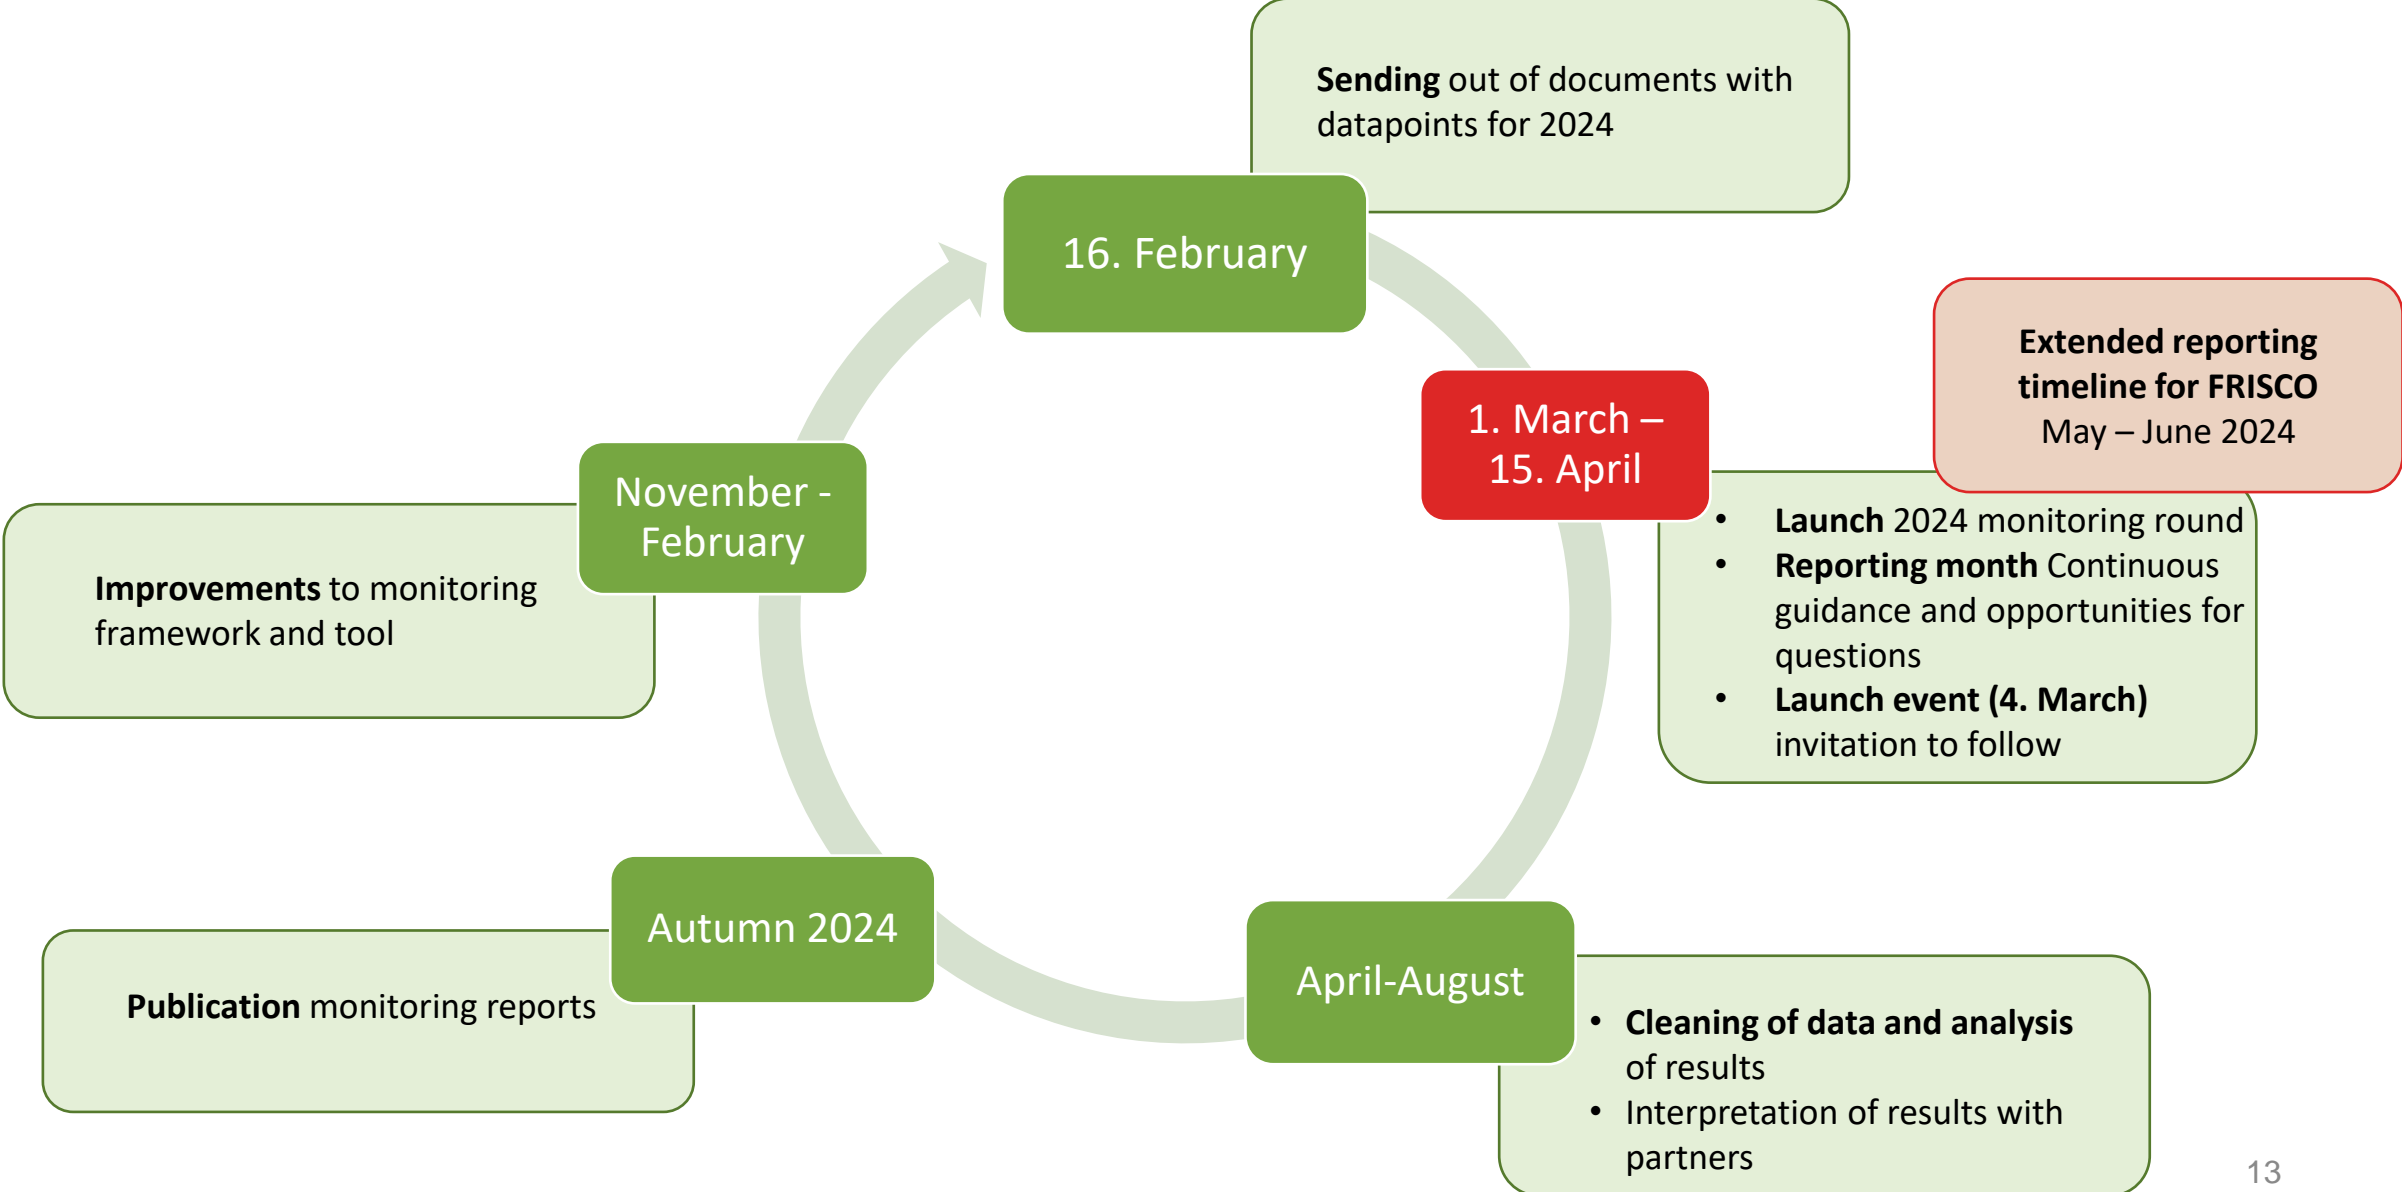 Sending out of documents with
datapoints for 2024
16. February
Extended reporting
timeline for FRISCO
May – June 2024
1. March –
15. April
• Launch 2024 monitoring round
• Reporting month Continuous
guidance and opportunities for
questions
• Launch event (4. March)
invitation to follow
November -
February
Improvements to monitoring
framework and tool
Autumn 2024
Publication monitoring reports
April-August
• Cleaning of data and analysis
of results
• Interpretation of results with
partners
13